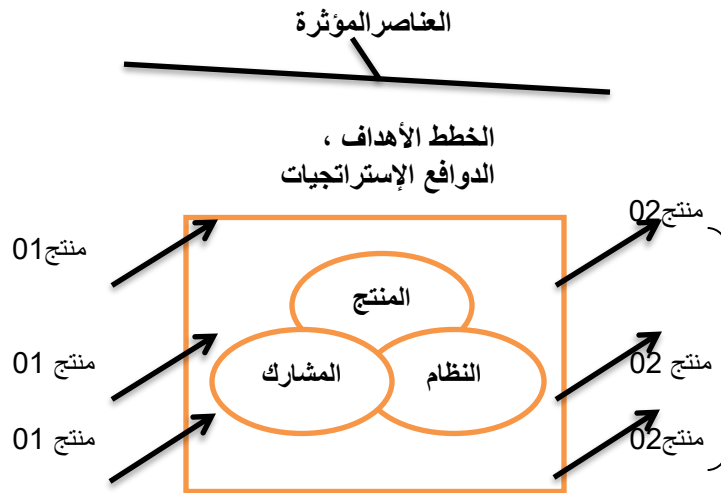 العناصرالمؤثرة
الخطط الأهداف ،
الدوافع الإستراتجيات
منتج02
منتج01
المنتج
منتج 02
النظام
المشارك
منتج 01
منتج02
منتج 01